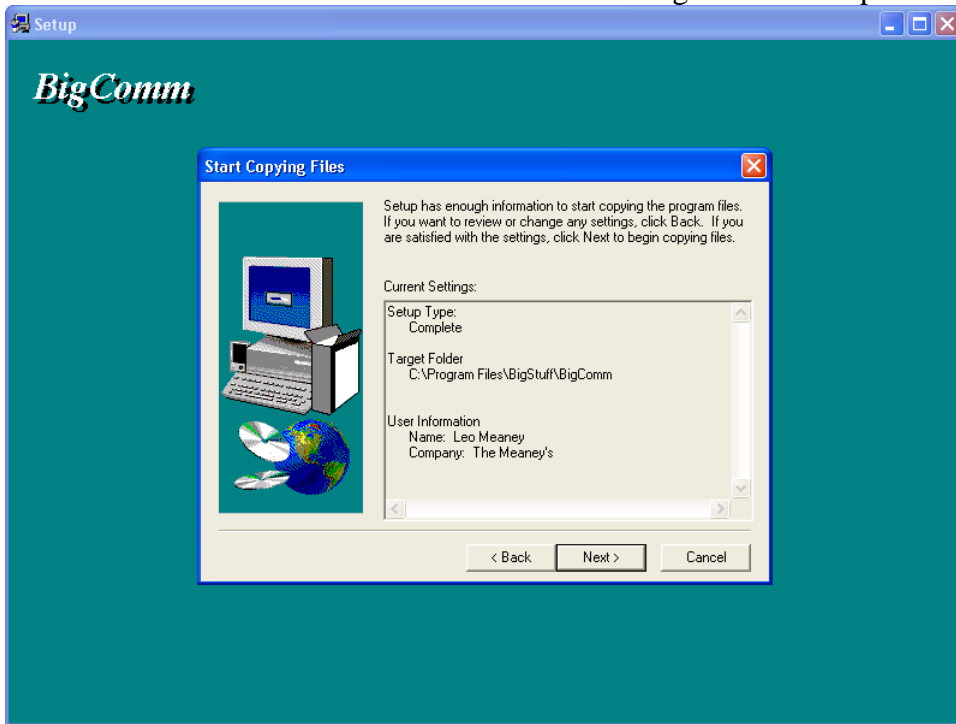 Setup
BigComm
Start Copying Files
Setup has enough information to start copying the program files.
If you want to review or change any settings, click Back. If you
are satisfied with the settings, click Next to begin copying files.
Current Settings:
Setup Type:
Complete
Target Folder
C:\Program Files\BigStuff\BigComm
User Information
Name: Leo Meaney
Company: The Meaney's
< Back
Next >
Cancel